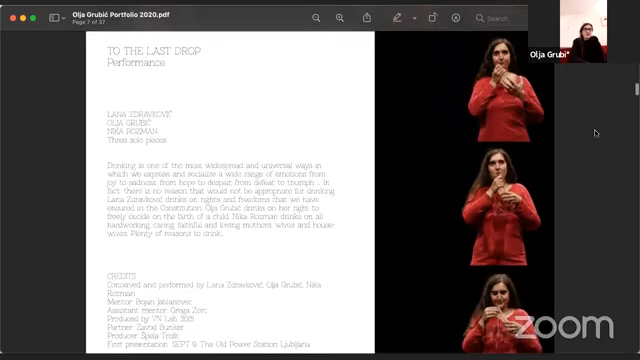 Olja Grubić Portfolio 2020.pdf
Page 7 of 37
Search
Olja Grubi*
TO THE LAST DROP
Performance
LANA ZDRAVKOVIĆ
OLJA GRUBIĆ
NIKA ROZMAN
Three solo pieces
Drinking is one of the most widespread and universal ways in
which we express and socialize a wide range of emotions from
joy to sadness, from hope to despair, from defeat to triumph . In
fact, there is no reason that would not be appropriate for drinking.
Lana Zdravković drinks on rights and freedoms that we have
ensured in the Constitution. Olja Grubić drinks on her right to
freely decide on the birth of a child. Nika Rozman drinks on all
hardworking, caring, faithful and loving mothers, wives and house-
wives. Plenty of reasons to drink.
CREDITS
Conceived and performed by Lana Zdravković, Olja Grubić, Nika
Rozman
Mentor Bojan Jablanovec
Assistant mentor Grega Zorc
Produced by VN Lab, 2015
Partner Zavod Bunker
Producer Špela Trošt
First presentation SEPT 9, The Old Power Station Ljubljana
zoom